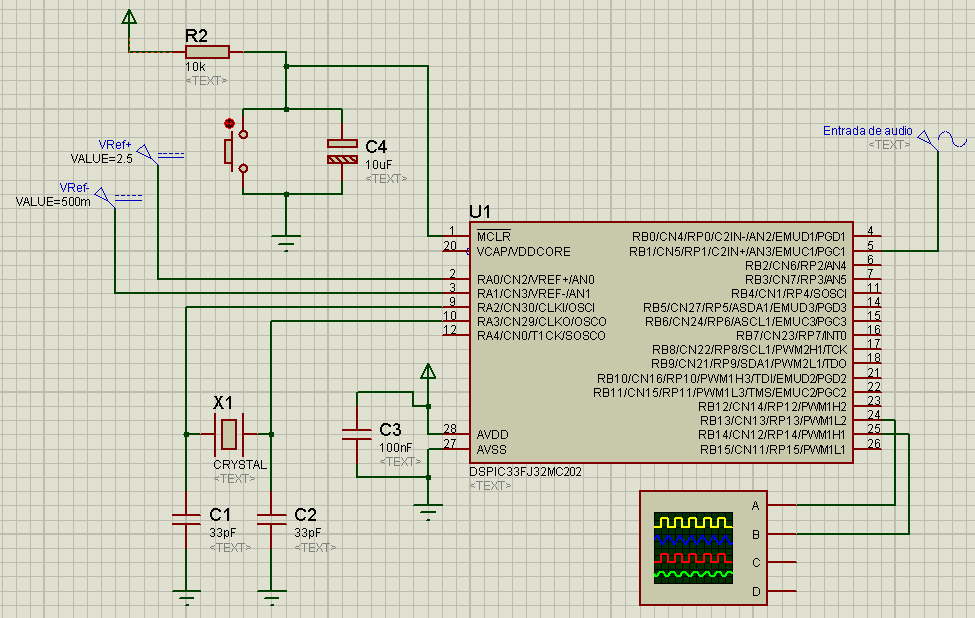 R2
10k
<TEXT>
C4
10uF
<TEXT>
VRef+
VALUE=2.5
VRef-
VALUE=500m
Entrada de audio
<TEXT>
U1
1
MCLR
20
VCAP/VDDCORE
2
RA0/CN2/VREF+/AN0
3
RA1/CN3/VREF-/AN1
9
RA2/CN30/CLKI/OSCI
10
RA3/CN29/CLKO/OSCO
12
RA4/CN0/T1CK/SOSCO
28
AVDD
27
AVSS
RB0/CN4/RP0/C2IN-/AN2/EMUD1/PGD1
4
RB1/CN5/RP1/C2IN+/AN3/EMUC1/PGC1
5
RB2/CN6/RP2/AN4
6
RB3/CN7/RP3/AN5
7
RB4/CN1/RP4/SOSCI
11
RB5/CN27/RP5/ASDA1/EMUD3/PGD3
14
RB6/CN24/RP6/ASCL1/EMUC3/PGC3
15
RB7/CN23/RP7/INT0
16
RB8/CN22/RP8/SCL1/PWM2H1/TCK
17
RB9/CN21/RP9/SDA1/PWM2L1/TDO
18
RB10/CN16/RP10/PWM1H3/TDI/EMUD2/PGD2
21
RB11/CN15/RP11/PWM1L3/TMS/EMUC2/PGC2
22
RB12/CN14/RP12/PWM1H2
23
RB13/CN13/RP13/PWM1L2
24
RB14/CN12/RP14/PWM1H1
25
RB15/CN11/RP15/PWM1L1
26
DSPIC33FJ32MC202
<TEXT>
X1
CRYSTAL
<TEXT>
C3
100nF
<TEXT>
C1
33pF
<TEXT>
C2
33pF
<TEXT>
A
B
C
D